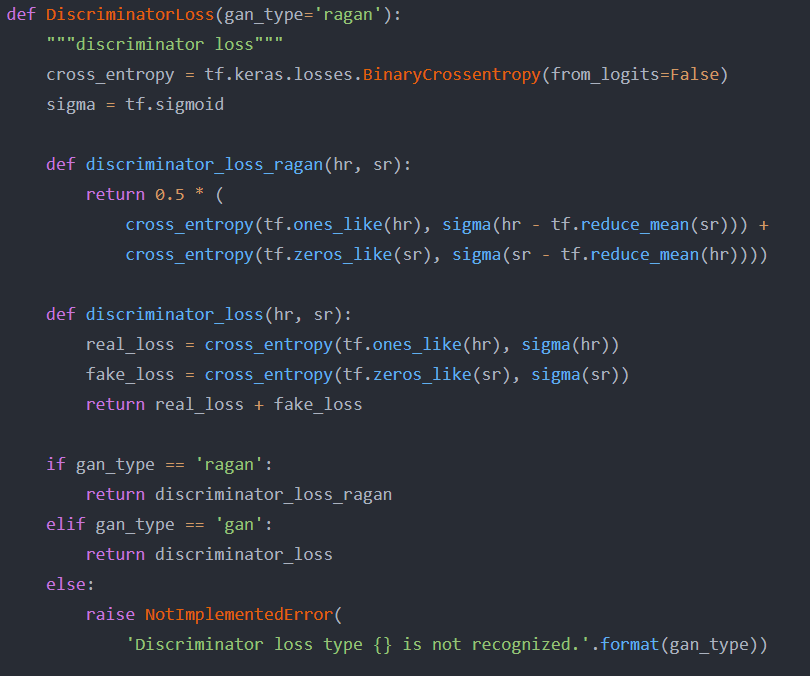 def DiscriminatorLoss(gan_type='ragan'):
    """discriminator loss"""
    cross_entropy = tf.keras.losses.BinaryCrossentropy(from_logits=False)
    sigma = tf.sigmoid

    def discriminator_loss_ragan(hr, sr):
        return 0.5 * (
            cross_entropy(tf.ones_like(hr), sigma(hr - tf.reduce_mean(sr))) +
            cross_entropy(tf.zeros_like(sr), sigma(sr - tf.reduce_mean(hr))))

    def discriminator_loss(hr, sr):
        real_loss = cross_entropy(tf.ones_like(hr), sigma(hr))
        fake_loss = cross_entropy(tf.zeros_like(sr), sigma(sr))
        return real_loss + fake_loss

    if gan_type == 'ragan':
        return discriminator_loss_ragan
    elif gan_type == 'gan':
        return discriminator_loss
    else:
        raise NotImplementedError(
            'Discriminator loss type {} is not recognized.'.format(gan_type))